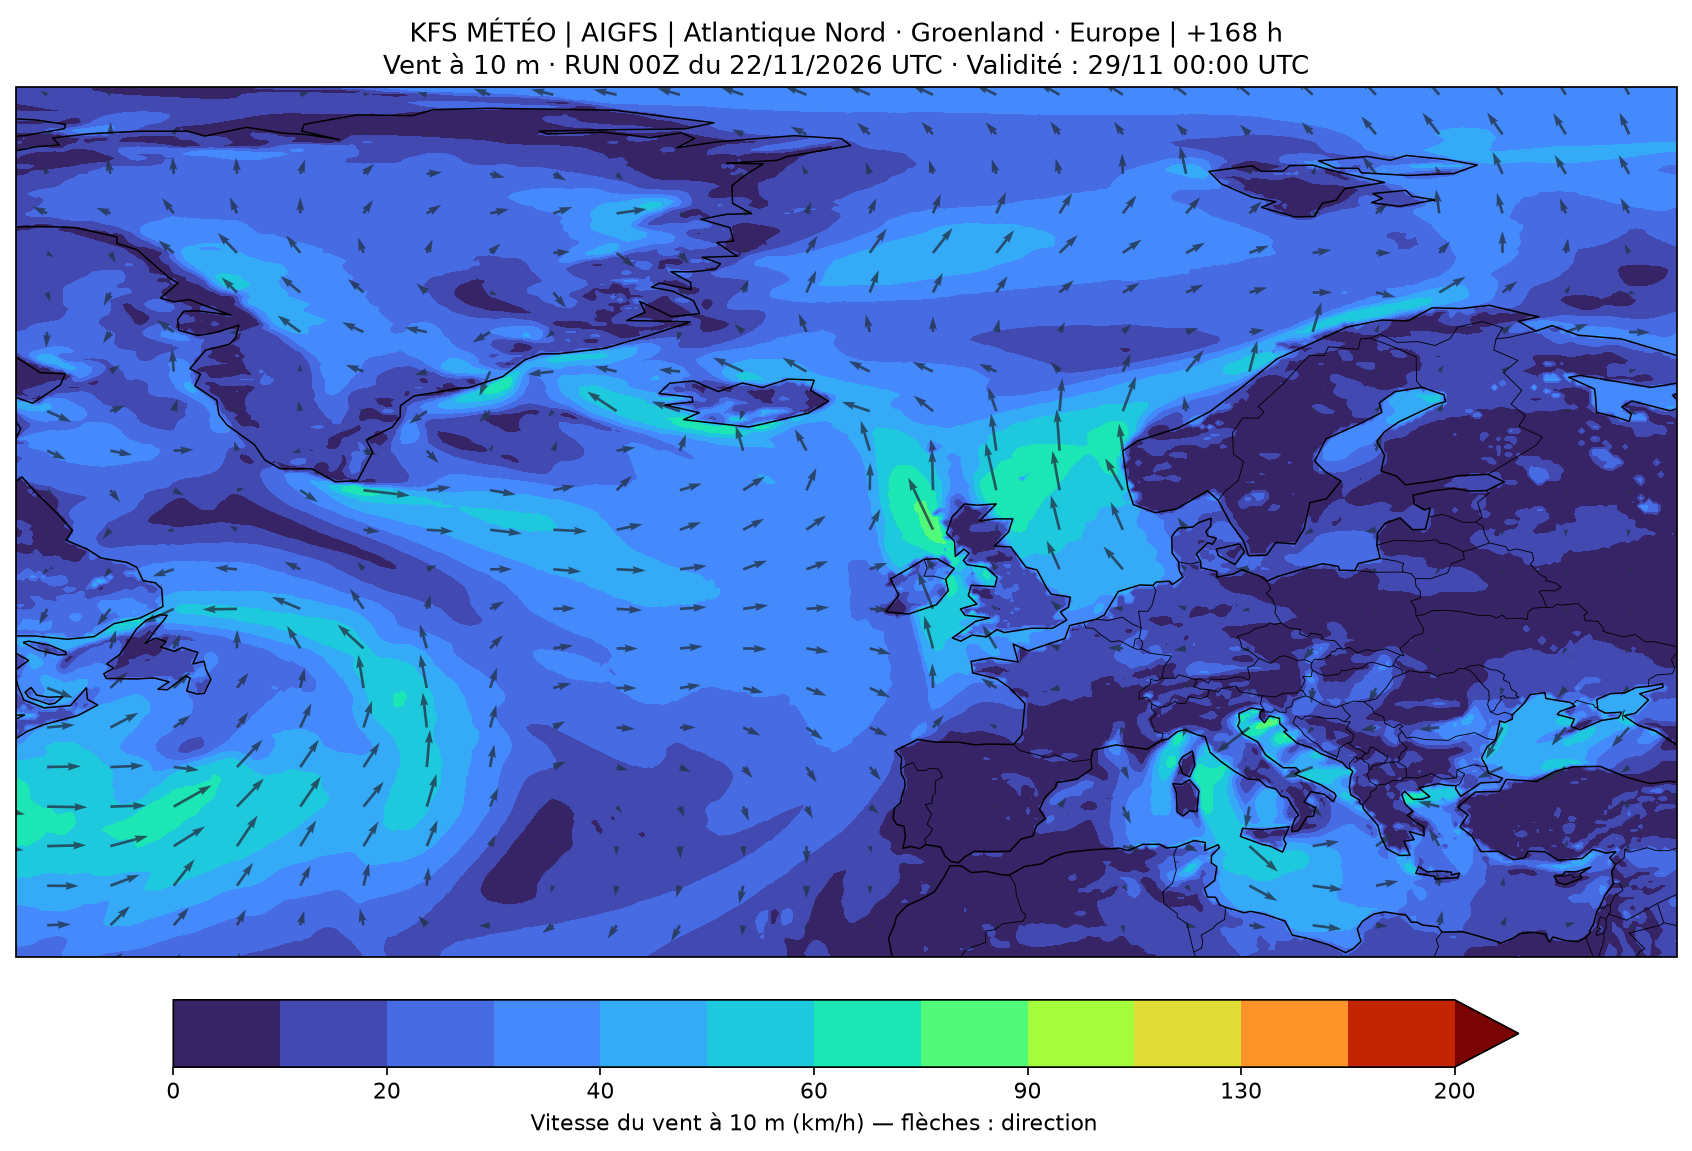 KFS MÉTÉO | AIGFS | Atlantique Nord · Groenland · Europe | +168 h
Vent à 10 m · RUN 00Z du 22/11/2026 UTC · Validité : 29/11 00:00 UTC
0 20 40 60 90 130 200
Vitesse du vent à 10 m (km/h) — flèches : direction